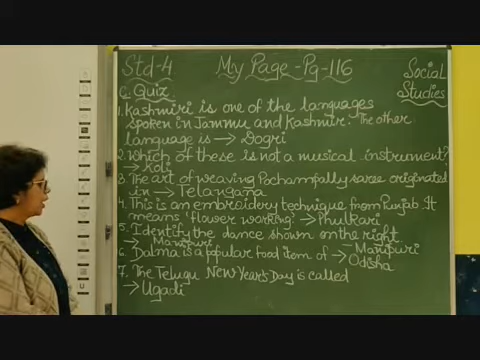 Std-4 My Page-Pg-116 Social
Studies
C. Quiz
1. Kashmiri is one of the languages
spoken in Jammu and Kashmir. The other
language is → Dogri
2. Which of these is not a musical instrument?
→ Koli
3. The art of weaving Pochampally saree originated
in → Telangana
4. This is an embroidery technique from Punjab. It
means 'flower working' → Phulkari
5. Identify the dance shown on the right
→ Manipuri – Manipuri
6. Dalma is a popular food item of → Odisha
7. The Telugu New Year's Day is called
→ Ugadi